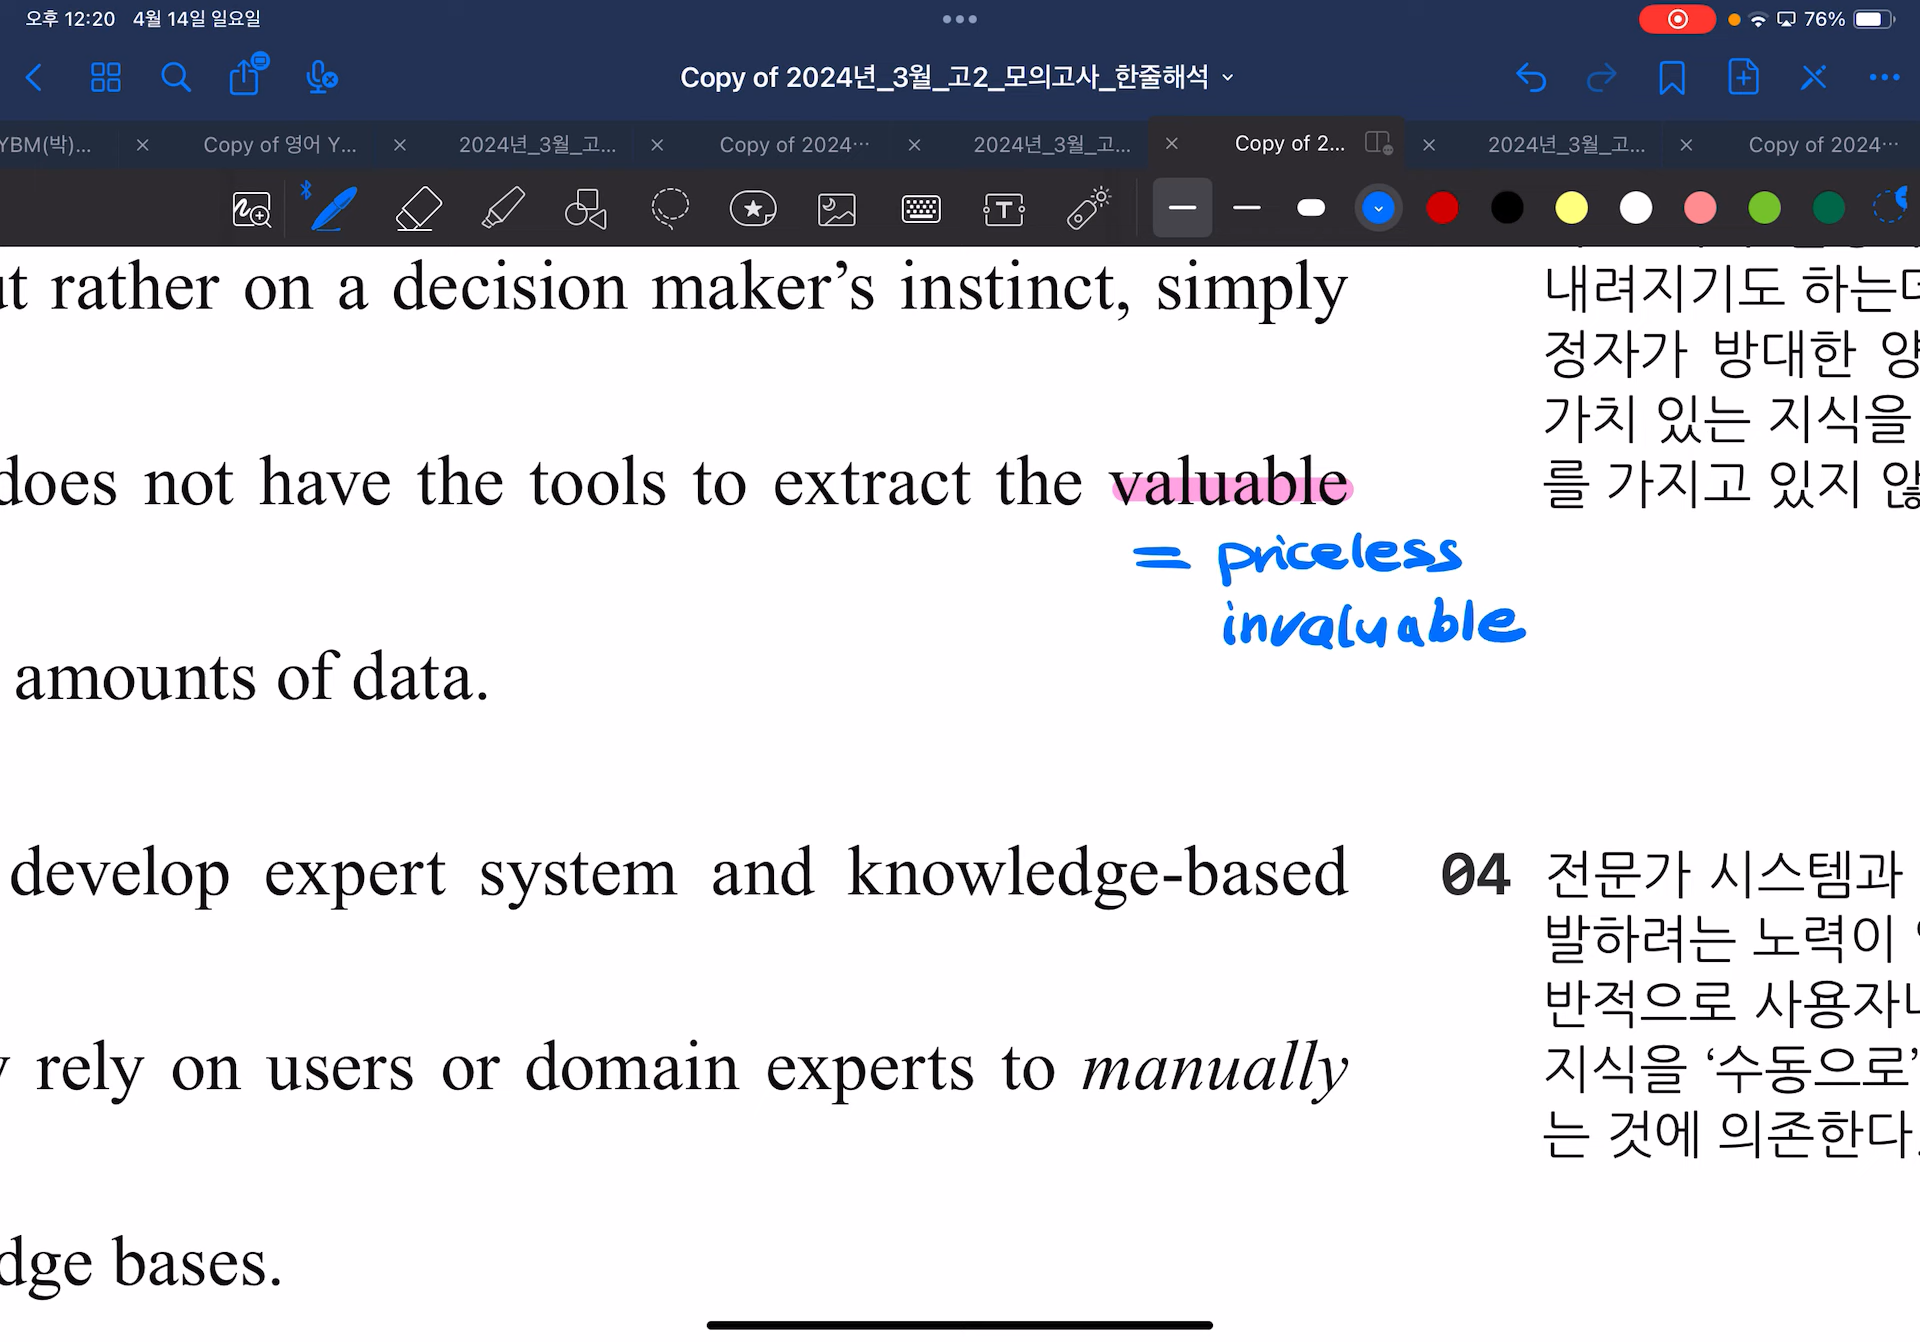 오후 12:20 4월 14일 일요일
76%
Copy of 2024년_3월_고2_모의고사_한줄해석
YBM(박)...
Copy of 영어 Y...
2024년_3월_고...
Copy of 2024...
2024년_3월_고...
Copy of 2...
2024년_3월_고...
Copy of 2024...
rather on a decision maker's instinct, simply
does not have the tools to extract the valuable
= priceless
invaluable
amounts of data.
develop expert system and knowledge-based
rely on users or domain experts to manually
bases.
내려지기도 하는데
정자가 방대한
가치 있는 지식을
를 가지고 있지
04 전문가 시스템과
발하려는 노력이
반적으로
지식을 ‘수동으로’
는 것에 의존한다.